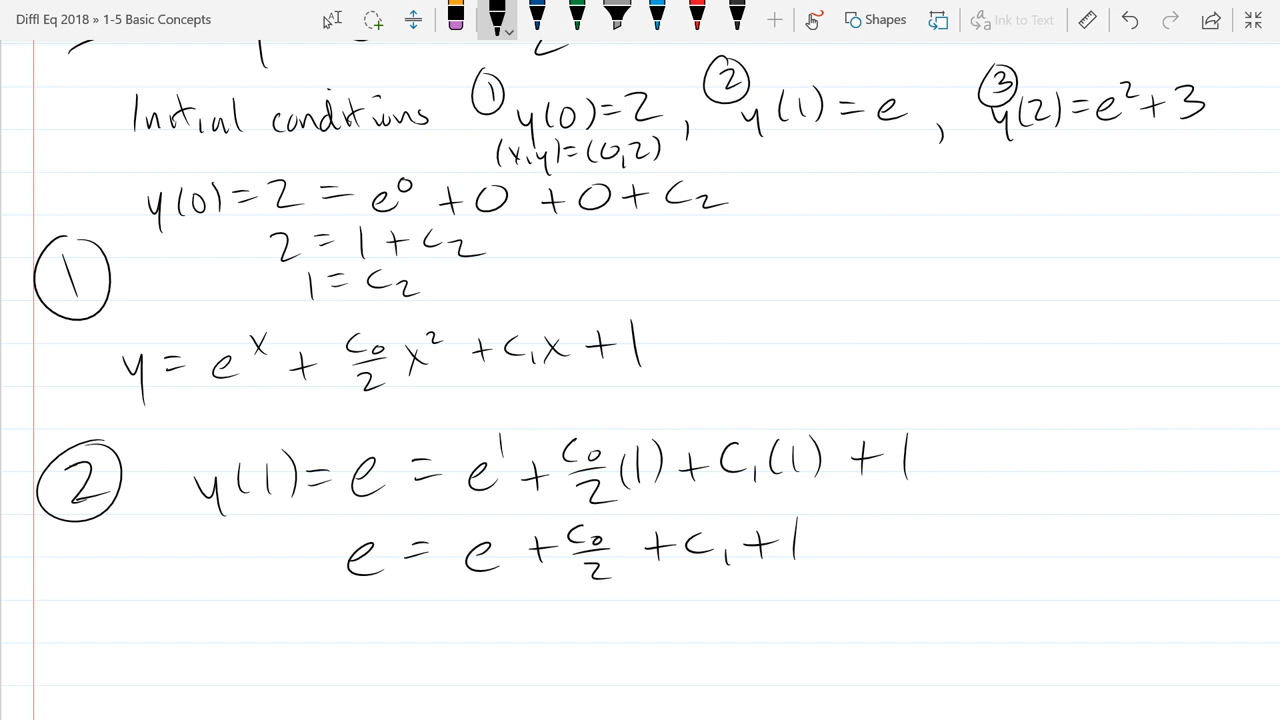 Diffl Eq 2018 » 1-5 Basic Concepts Shapes Ink to Text
Initial conditions ① y(0)=2, ② y(1)=e, ③ y(2)=e²+3
(x,y)=(0,2)
y(0)=2=e⁰+0+0+c₂
2=1+c₂
① 1=c₂
y=eˣ+c₀/2 x²+c₁x+1
② y(1)=e=e¹+c₀/2(1)+c₁(1)+1
e=e+c₀/2+c₁+1